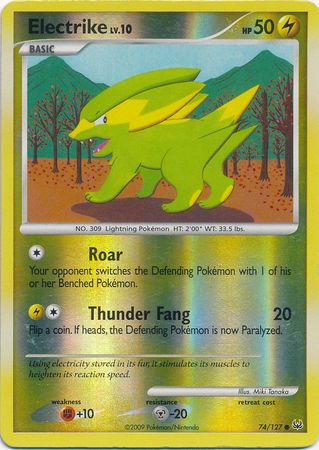 Electrike LV.10 HP 50
BASIC
NO. 309 Lightning Pokémon HT: 2'00" WT: 33.5 lbs.
Roar
Your opponent switches the Defending Pokémon with 1 of his
or her Benched Pokémon.
Thunder Fang 20
Flip a coin. If heads, the Defending Pokémon is now Paralyzed.
Using electricity stored in its fur, it stimulates its muscles to
heighten its reaction speed.
Illus. Miki Tanaka
weakness resistance retreat cost
+10 -20
©2009 Pokémon/Nintendo 74/127